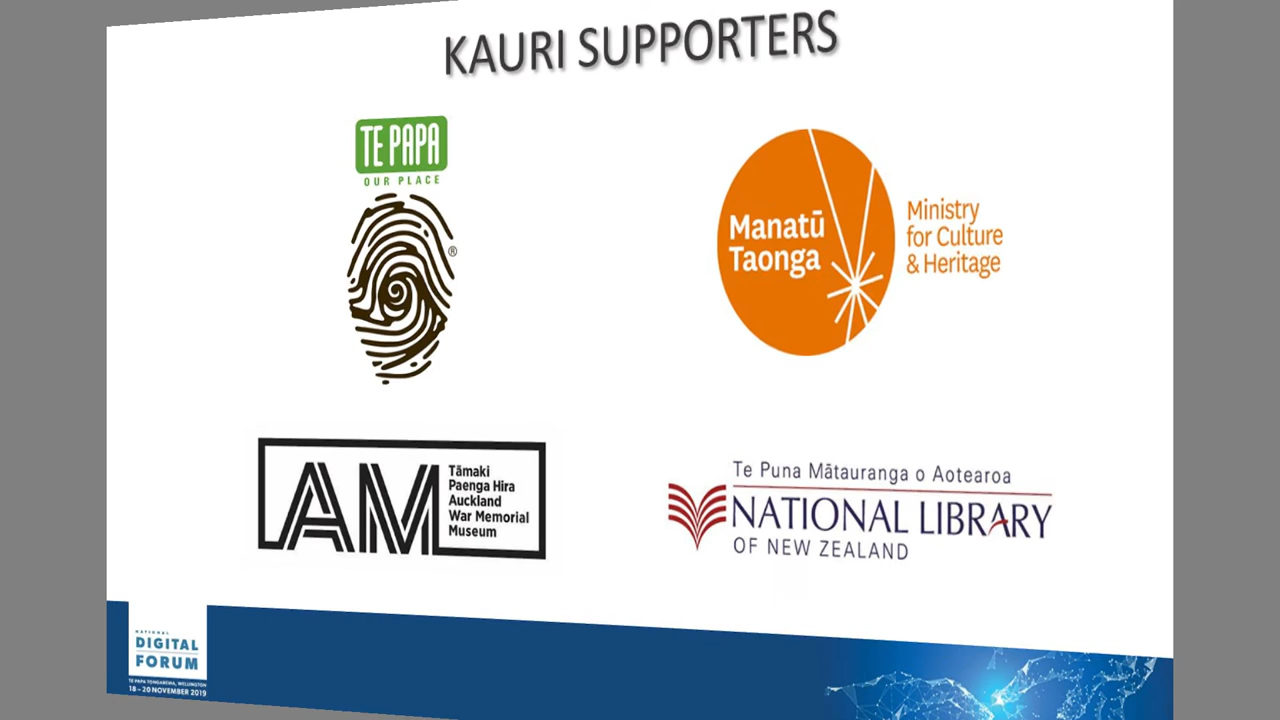 KAURI SUPPORTERS
TE PAPA
OUR PLACE
®
Manatū
Taonga
Ministry
for Culture
& Heritage
AM
Tāmaki
Paenga Hira
Auckland
War Memorial
Museum
Te Puna Mātauranga o Aotearoa
NATIONAL LIBRARY
OF NEW ZEALAND
NATIONAL
DIGITAL
FORUM
TE PAPA TONGAREWA, WELLINGTON
18 – 20 NOVEMBER 2019